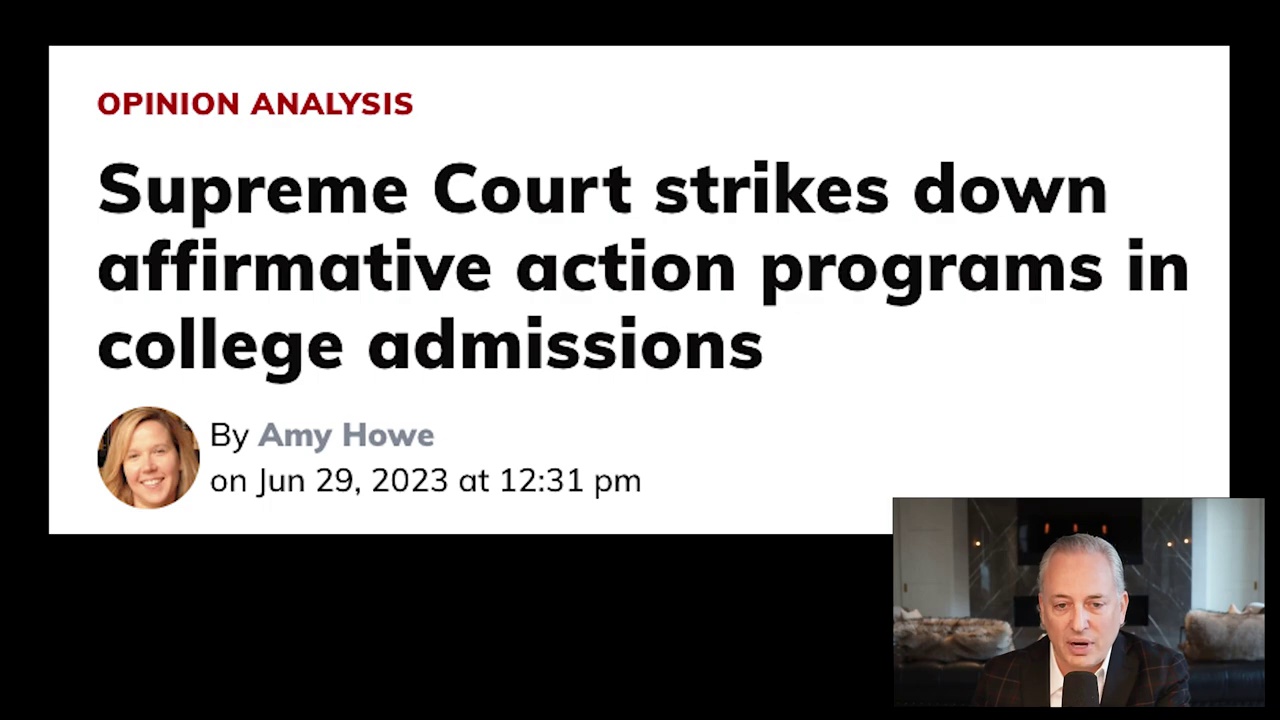 OPINION ANALYSIS
Supreme Court strikes down
affirmative action programs in
college admissions
By Amy Howe
on Jun 29, 2023 at 12:31 pm